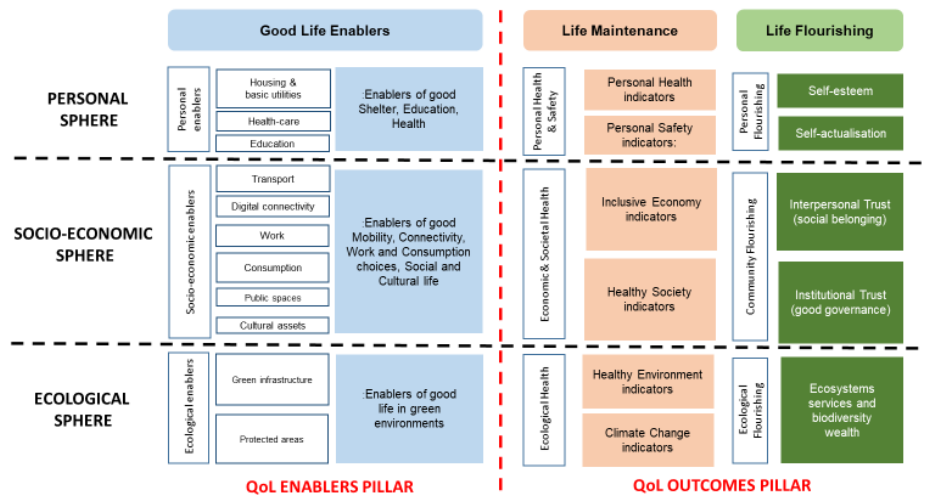 Good Life Enablers
Life Maintenance
Life Flourishing
PERSONAL
SPHERE
Personal
enablers
Housing &
basic utilities
Health-care
Education
:Enablers of good
Shelter, Education,
Health
Personal Health
& Safety
Personal Health
indicators
Personal Safety
indicators:
Personal
Flourishing
Self-esteem
Self-actualisation
SOCIO-ECONOMIC
SPHERE
Socio-economic enablers
Transport
Digital connectivity
Work
Consumption
Public spaces
Cultural assets
:Enablers of good
Mobility, Connectivity,
Work and Consumption
choices, Social and
Cultural life
Economic & Societal Health
Inclusive Economy
indicators
Healthy Society
indicators
Community Flourishing
Interpersonal Trust
(social belonging)
Institutional Trust
(good governance)
ECOLOGICAL
SPHERE
Ecological enablers
Green infrastructure
Protected areas
:Enablers of good
life in green
environments
Ecological Health
Healthy Environment
indicators
Climate Change
indicators
Ecological
Flourishing
Ecosystems
services and
biodiversity
wealth
QoL ENABLERS PILLAR
QoL OUTCOMES PILLAR